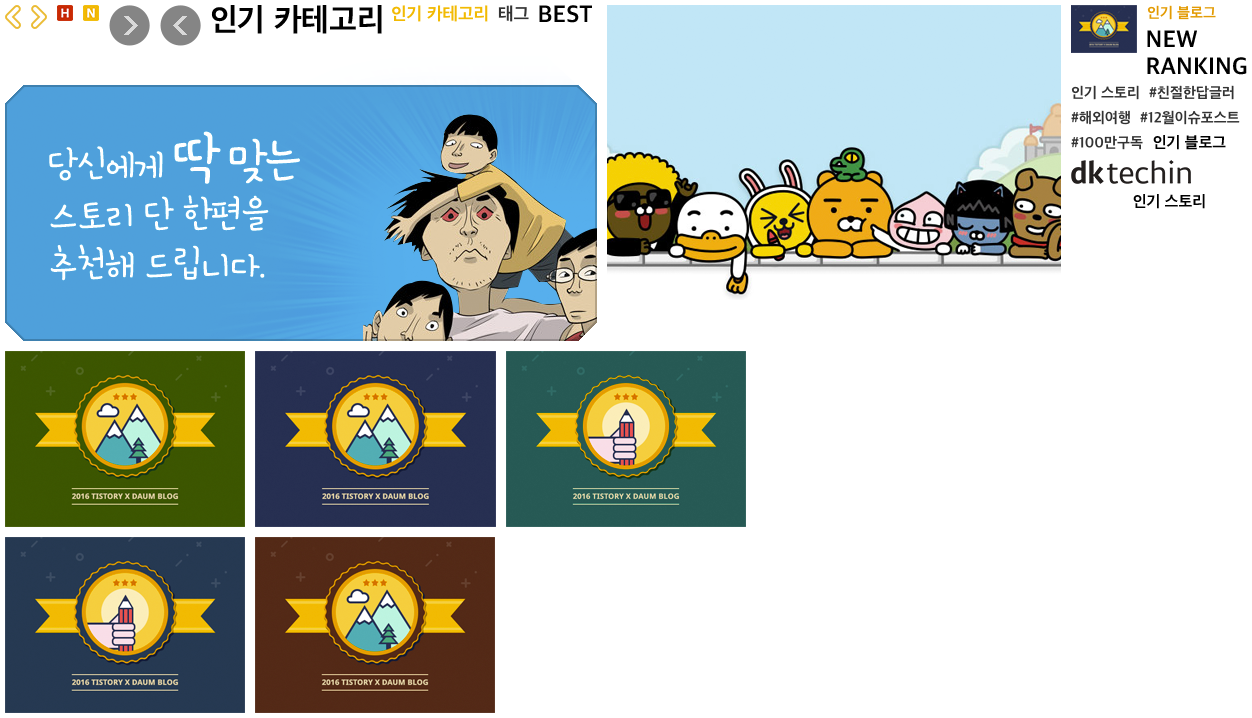 H
N
인기 카테고리
인기 카테고리
태그
BEST
당신에게 딱 맞는
스토리 단 한편을
추천해 드립니다.
인기 블로그
NEW
RANKING
인기 스토리 #친절한답글러
#해외여행 #12월이슈포스트
#100만구독 인기 블로그
dktechin
인기 스토리
2016 TISTORY X DAUM BLOG
2016 TISTORY X DAUM BLOG
2016 TISTORY X DAUM BLOG
2016 TISTORY X DAUM BLOG
2016 TISTORY X DAUM BLOG